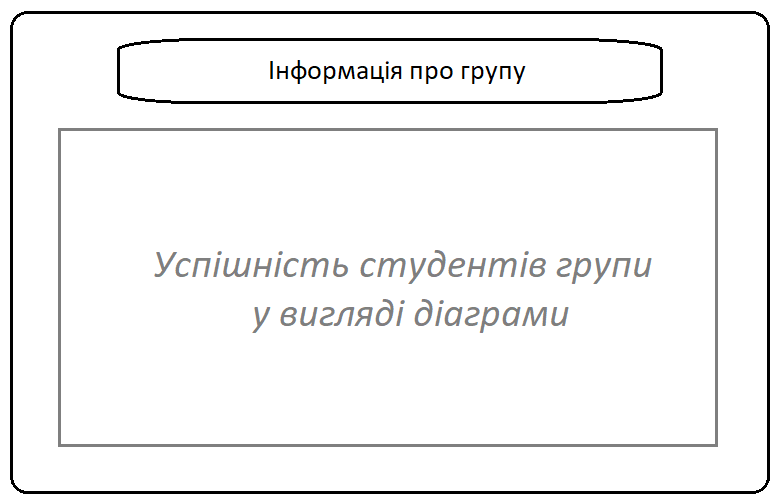 Інформація про групу
Успішність студентів групи
у вигляді діаграми